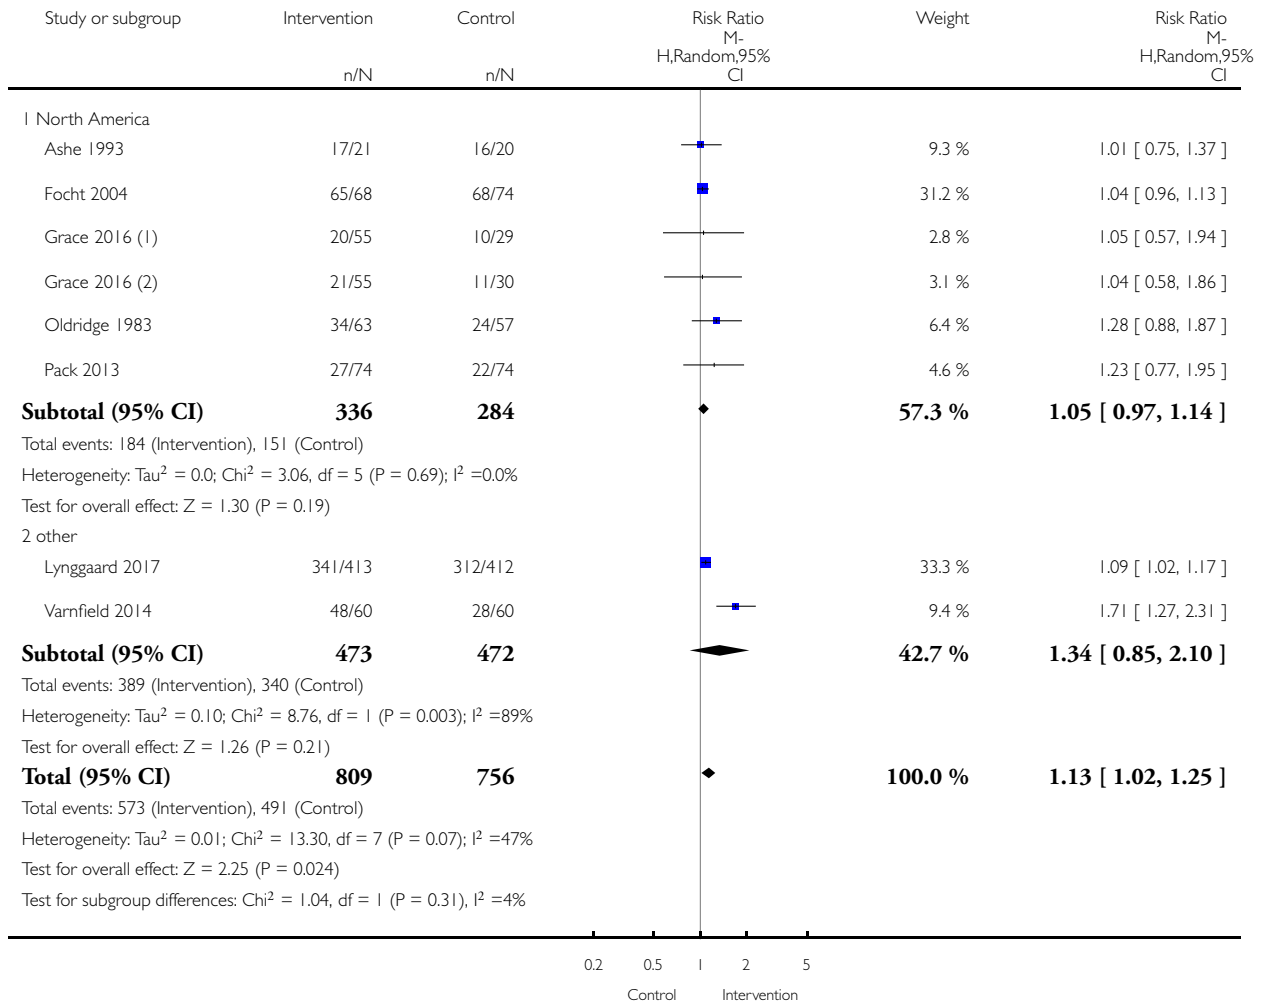 Study or subgroup Intervention Control Risk Ratio Weight Risk Ratio
M- M-
H,Random,95% H,Random,95%
n/N n/N CI CI
1 North America
Ashe 1993 17/21 16/20 9.3 % 1.01 [ 0.75, 1.37 ]
Focht 2004 65/68 68/74 31.2 % 1.04 [ 0.96, 1.13 ]
Grace 2016 (1) 20/55 10/29 2.8 % 1.05 [ 0.57, 1.94 ]
Grace 2016 (2) 21/55 11/30 3.1 % 1.04 [ 0.58, 1.86 ]
Oldridge 1983 34/63 24/57 6.4 % 1.28 [ 0.88, 1.87 ]
Pack 2013 27/74 22/74 4.6 % 1.23 [ 0.77, 1.95 ]
Subtotal (95% CI) 336 284 57.3 % 1.05 [ 0.97, 1.14 ]
Total events: 184 (Intervention), 151 (Control)
Heterogeneity: Tau² = 0.0; Chi² = 3.06, df = 5 (P = 0.69); I² =0.0%
Test for overall effect: Z = 1.30 (P = 0.19)
2 other
Lynggaard 2017 341/413 312/412 33.3 % 1.09 [ 1.02, 1.17 ]
Varnfield 2014 48/60 28/60 9.4 % 1.71 [ 1.27, 2.31 ]
Subtotal (95% CI) 473 472 42.7 % 1.34 [ 0.85, 2.10 ]
Total events: 389 (Intervention), 340 (Control)
Heterogeneity: Tau² = 0.10; Chi² = 8.76, df = 1 (P = 0.003); I² =89%
Test for overall effect: Z = 1.26 (P = 0.21)
Total (95% CI) 809 756 100.0 % 1.13 [ 1.02, 1.25 ]
Total events: 573 (Intervention), 491 (Control)
Heterogeneity: Tau² = 0.01; Chi² = 13.30, df = 7 (P = 0.07); I² =47%
Test for overall effect: Z = 2.25 (P = 0.024)
Test for subgroup differences: Chi² = 1.04, df = 1 (P = 0.31), I² =4%
0.2 0.5 1 2 5
Control Intervention